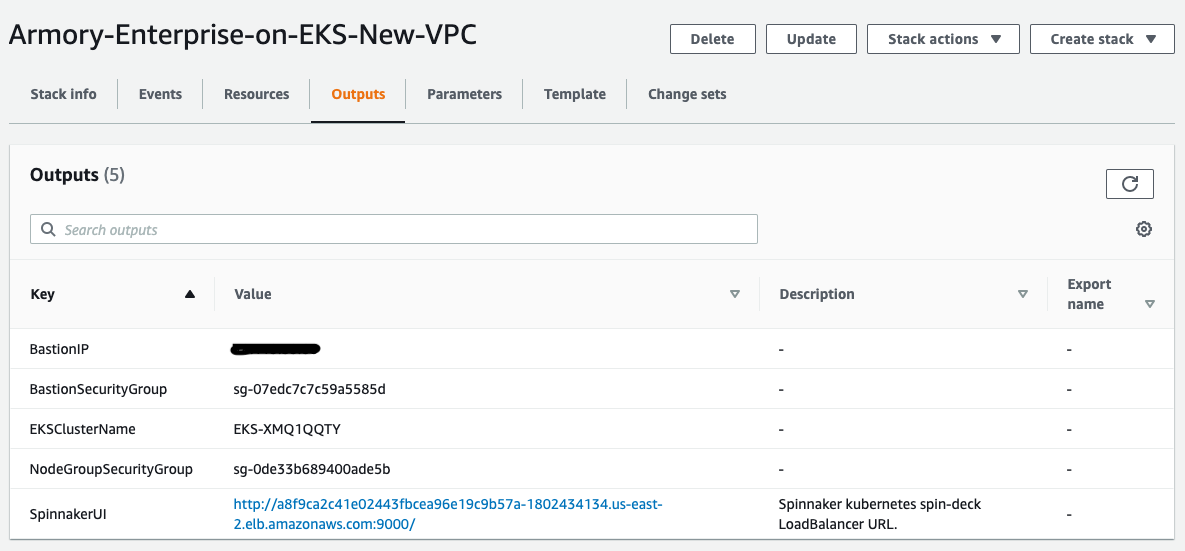 Armory-Enterprise-on-EKS-New-VPC
Delete
Update
Stack actions
Create stack
Stack info
Events
Resources
Outputs
Parameters
Template
Change sets
Outputs (5)
Search outputs
Key
Value
Description
Export
name
BastionIP
-
-
BastionSecurityGroup
sg-07edc7c7c59a5585d
-
-
EKSClusterName
EKS-XMQ1QQTY
-
-
NodeGroupSecurityGroup
sg-0de33b689400ade5b
-
-
SpinnakerUI
http://a8f9ca2c41e02443fbcea96e19c9b57a-1802434134.us-east-
2.elb.amazonaws.com:9000/
Spinnaker kubernetes spin-deck
LoadBalancer URL.
-